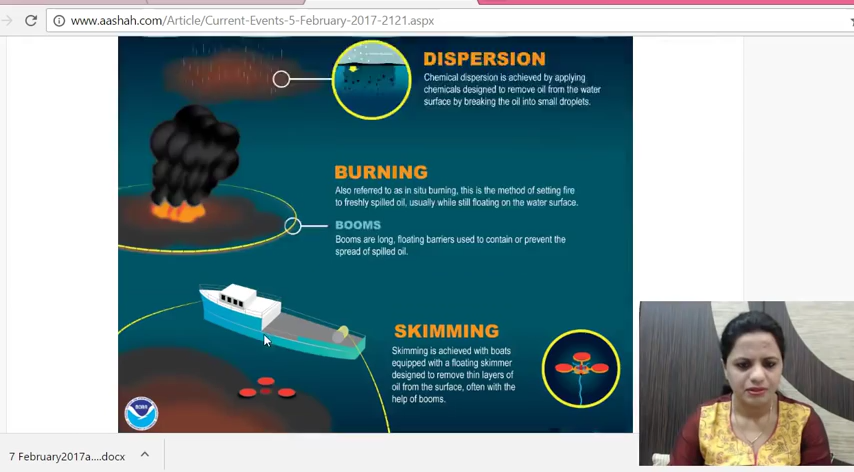 www.aashah.com/Article/Current-Events-5-February-2017-2121.aspx
DISPERSION
Chemical dispersion is achieved by applying
chemicals designed to remove oil from the water
surface by breaking the oil into small droplets.
BURNING
Also referred to as in situ burning, this is the method of setting fire
to freshly spilled oil, usually while still floating on the water surface.
BOOMS
Booms are long, floating barriers used to contain or prevent the
spread of spilled oil.
SKIMMING
Skimming is achieved with boats
equipped with a floating skimmer
designed to remove thin layers of
oil from the surface, often with the
help of booms.
NOAA
7 February2017a....docx